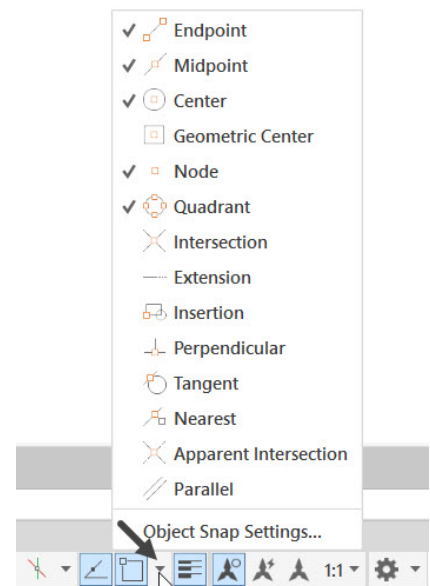 Endpoint
Midpoint
Center
Geometric Center
Node
Quadrant
Intersection
Extension
Insertion
Perpendicular
Tangent
Nearest
Apparent Intersection
Parallel
Object Snap Settings...
1:1